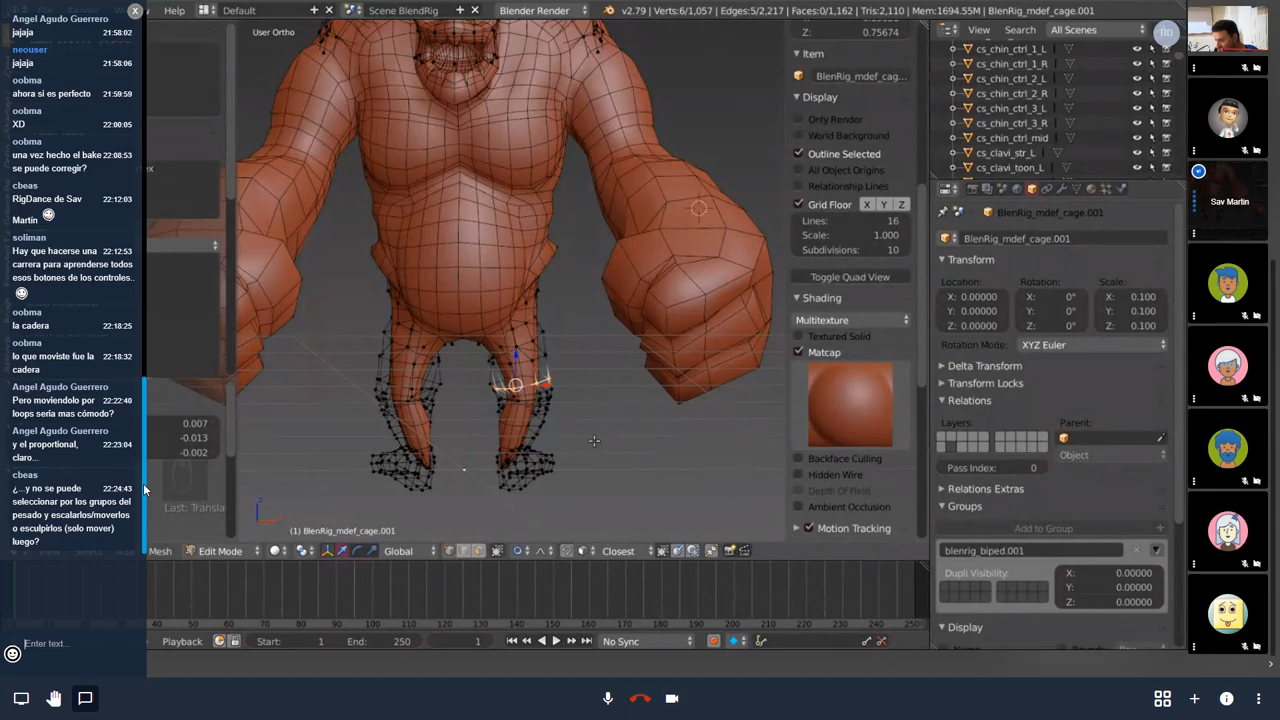 Angel Agudo Guerrero
jajaja 21:58:02
neouser
jajaja 21:58:06
oobma
ahora si es perfecto 21:59:59
oobma
XD 22:00:05
oobma
una vez hecho el bake 22:08:53
se puede corregir?
cbeas
RigDance de Sav 22:12:03
Martín
soliman
Hay que hacerse una 22:12:53
carrera para aprenderse todos
esos botones de los controles..
oobma
la cadera 22:18:25
oobma
lo que moviste fue la 22:18:32
cadera
Angel Agudo Guerrero
Pero moviendolo por 22:22:40
loops seria mas cómodo?
Angel Agudo Guerrero
y el proportional, 22:23:04
claro...
cbeas
¿...y no se puede 22:24:43
seleccionar por los grupos del
pesado y escalarlos/moverlos
o esculpirlos (solo mover)
luego?
Enter text...
Help
Default
Scene BlendRig
Blender Render
v2.79 | Verts:6/1,057 | Edges:5/2,217 | Faces:0/1,162 | Tris:2,110 | Mem:1694.55M | BlenRig_mdef_cage.001
User Ortho
0.007
-0.013
-0.002
Last: Transla
(1) BlenRig_mdef_cage.001
Mesh
Edit Mode
Global
Closest
Z: 0.75674
Item
BlenRig_mdef_cag...
Display
Only Render
World Background
Outline Selected
All Object Origins
Relationship Lines
Grid Floor X Y Z
Lines: 16
Scale: 1.000
Subdivisions: 10
Toggle Quad View
Shading
Multitexture
Textured Solid
Matcap
Backface Culling
Hidden Wire
Depth Of Field
Ambient Occlusion
Motion Tracking
40 50 60 70 80 90 100 110 120 130 140 150 160 170 180 190 200 210 220 230 240 250
Playback
Start: 1
End: 250
1
No Sync
View
Search
All Scenes
cs_chin_ctrl_1_L
cs_chin_ctrl_1_R
cs_chin_ctrl_2_L
cs_chin_ctrl_2_R
cs_chin_ctrl_3_L
cs_chin_ctrl_3_R
cs_chin_ctrl_mid
cs_clavi_str_L
cs_clavi_toon_L
BlenRig_mdef_cage.001
BlenRig_mdef_cage.001
Transform
Location: Rotation: Scale:
X: 0.00000 X: 0° X: 0.100
Y: 0.00000 Y: 0° Y: 0.100
Z: 0.00000 Z: 0° Z: 0.100
Rotation Mode: XYZ Euler
Delta Transform
Transform Locks
Relations
Layers: Parent:
Object
Pass Index: 0
Relations Extras
Groups
Add to Group
blenrig_biped.001
Dupli Visibility:
X: 0.00000
Y: 0.00000
Z: 0.00000
Display
Sav Martin